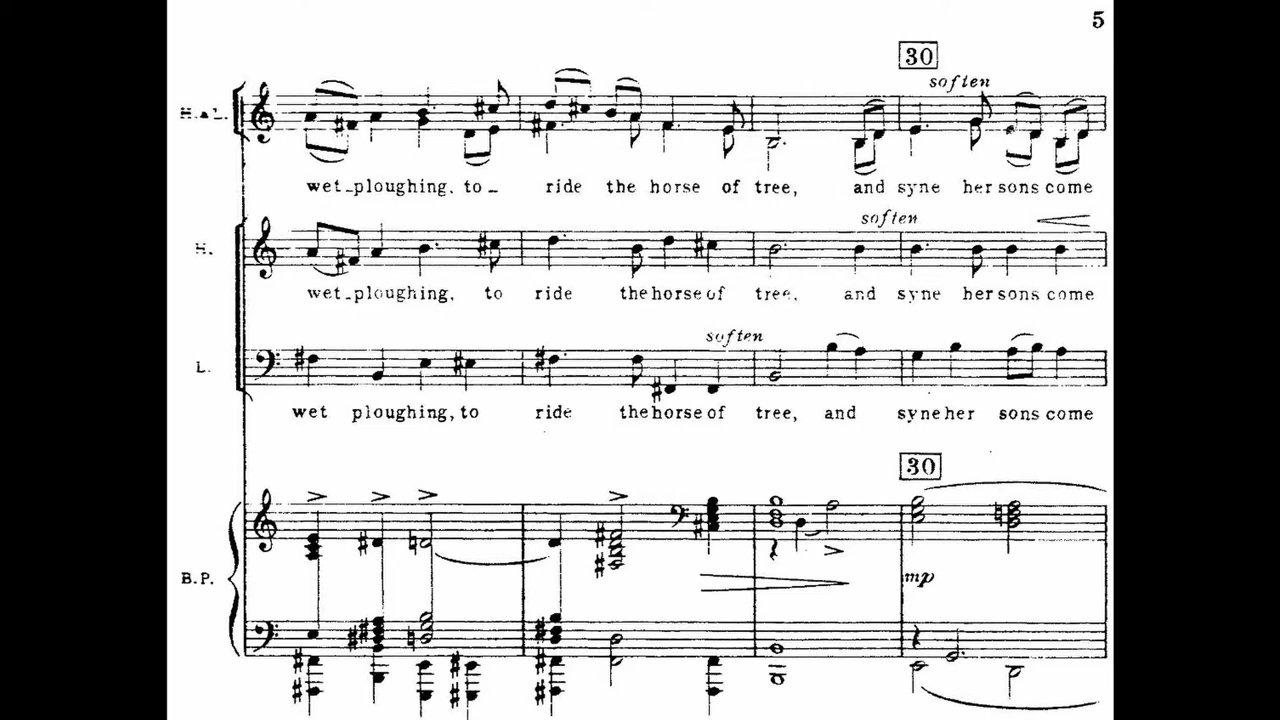 5
30
soften
H.&L.
wet_ploughing, to_ ride the horse of tree, and syne her sons come
soften
H.
wet_ploughing, to ride the horse of tree, and syne her sons come
soften
L.
wet ploughing, to ride the horse of tree, and syne her sons come
30
B.P.
mp